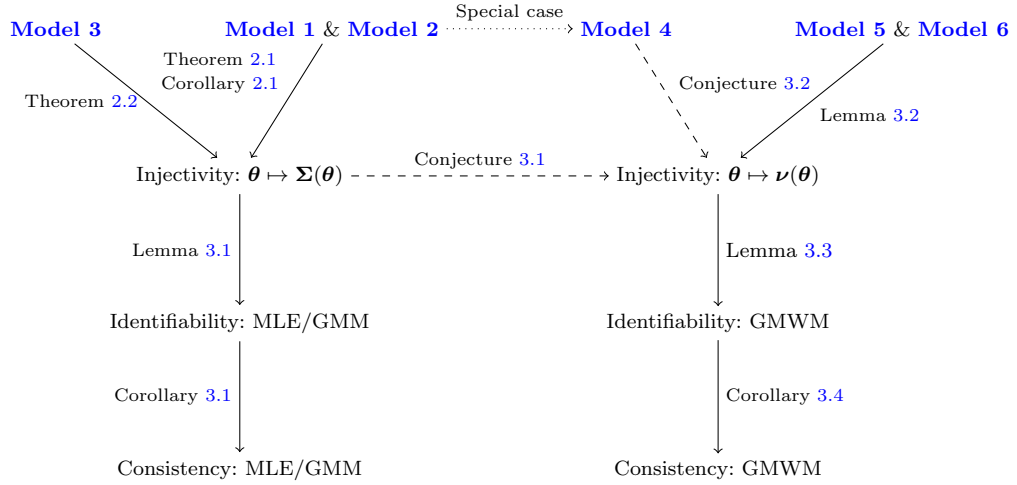 Special case
Model 3
Model 1 & Model 2
Model 4
Model 5 & Model 6
Theorem 2.1
Corollary 2.1
Theorem 2.2
Conjecture 3.2
Lemma 3.2
Conjecture 3.1
Injectivity: θ ↦ Σ(θ)
Injectivity: θ ↦ ν(θ)
Lemma 3.1
Lemma 3.3
Identifiability: MLE/GMM
Identifiability: GMWM
Corollary 3.1
Corollary 3.4
Consistency: MLE/GMM
Consistency: GMWM